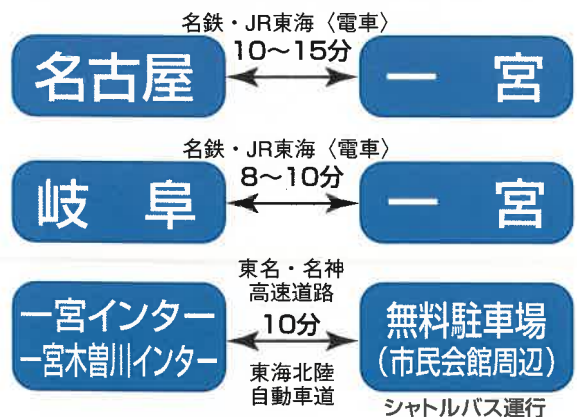 名鉄・JR東海〈電車〉
名古屋
10〜15分
一 宮
名鉄・JR東海〈電車〉
岐 阜
8〜10分
一 宮
一宮インター
一宮木曽川インター
東名・名神
高速道路
10分
東海北陸
自動車道
無料駐車場
（市民会館周辺）
シャトルバス運行